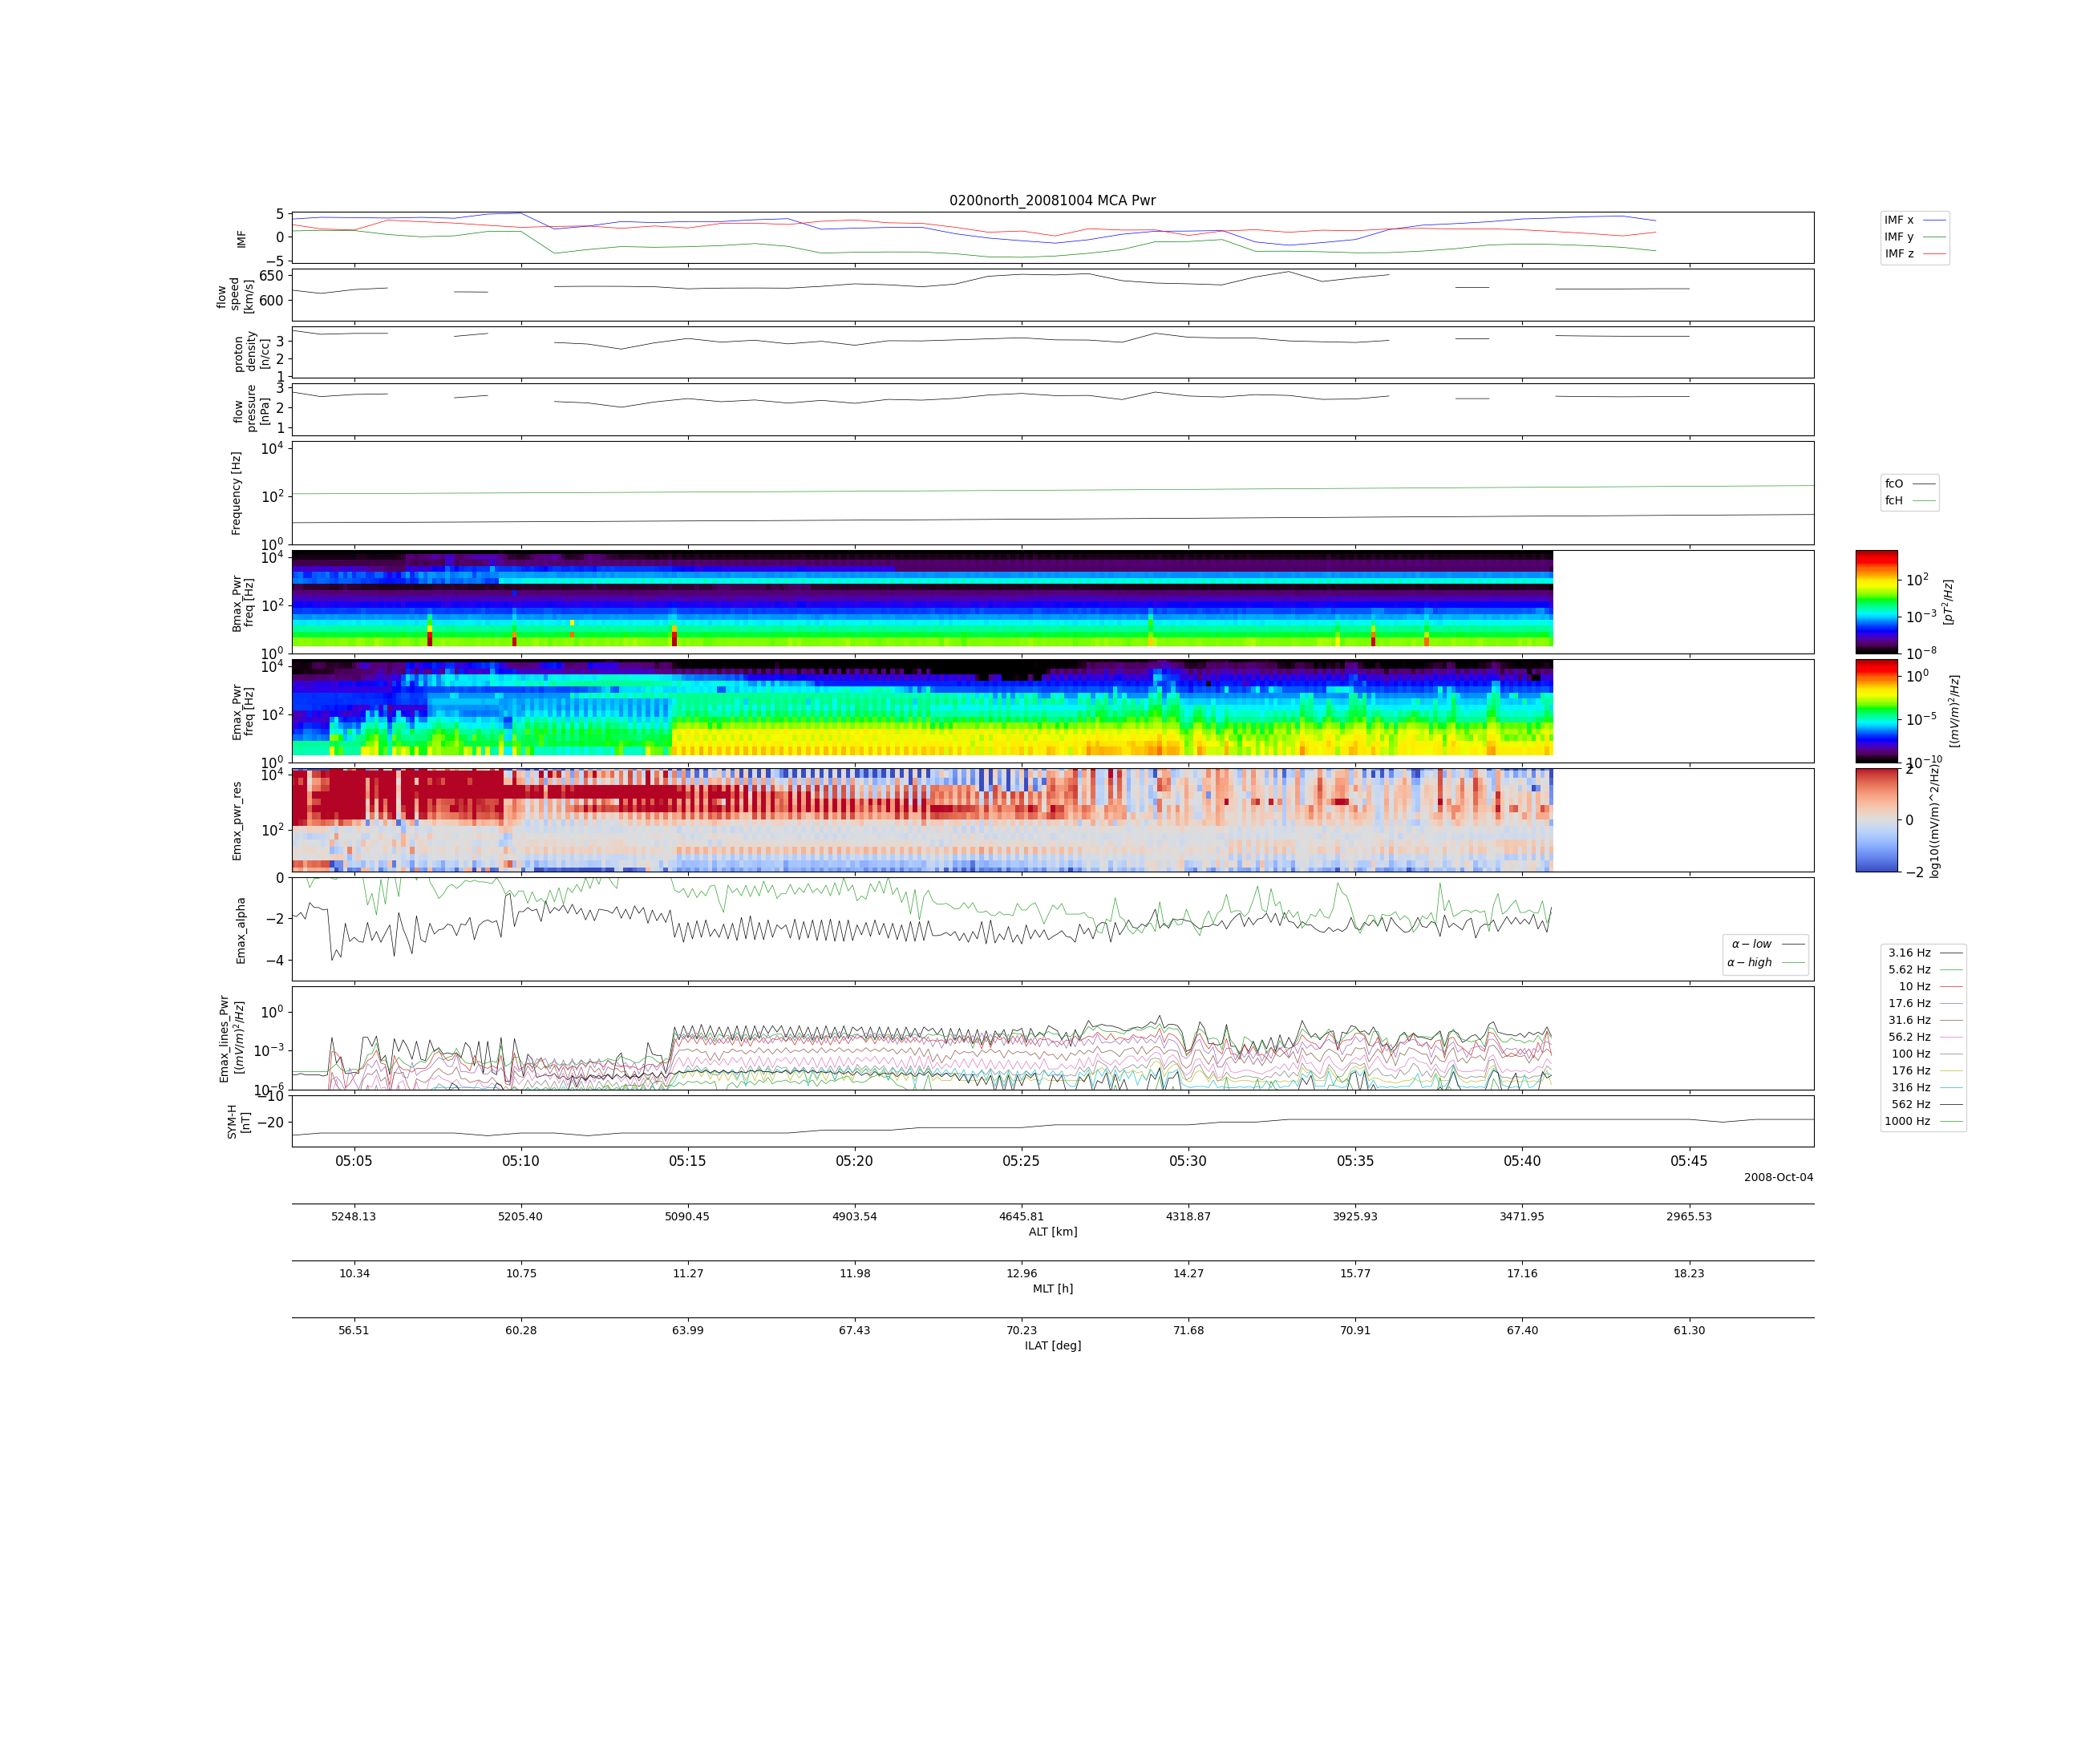 0200north_20081004 MCA Pwr
IMF
5
0
−5
IMF x
IMF y
IMF z
flow
speed
[km/s]
650
600
proton
density
[n/cc]
3
2
1
flow
pressure
[nPa]
3
2
1
Frequency [Hz]
10^4
10^2
10^0
fcO
fcH
Bmax_Pwr
freq [Hz]
10^4
10^2
10^0
10^2
10^−3
10^−8
[pT^2/Hz]
Emax_Pwr
freq [Hz]
10^4
10^2
10^0
10^0
10^−5
10^−10
[(mV/m)^2/Hz]
Emax_pwr_res
10^4
10^2
2
0
−2
log10((mV/m)^2/Hz)
Emax_alpha
0
−2
−4
α − low
α − high
Emax_lines_Pwr
[(mV/m)^2/Hz]
10^0
10^−3
10^−6
3.16 Hz
5.62 Hz
10 Hz
17.6 Hz
31.6 Hz
56.2 Hz
100 Hz
176 Hz
316 Hz
562 Hz
1000 Hz
SYM-H
[nT]
−10
−20
05:05 05:10 05:15 05:20 05:25 05:30 05:35 05:40 05:45
2008-Oct-04
5248.13 5205.40 5090.45 4903.54 4645.81 4318.87 3925.93 3471.95 2965.53
ALT [km]
10.34 10.75 11.27 11.98 12.96 14.27 15.77 17.16 18.23
MLT [h]
56.51 60.28 63.99 67.43 70.23 71.68 70.91 67.40 61.30
ILAT [deg]